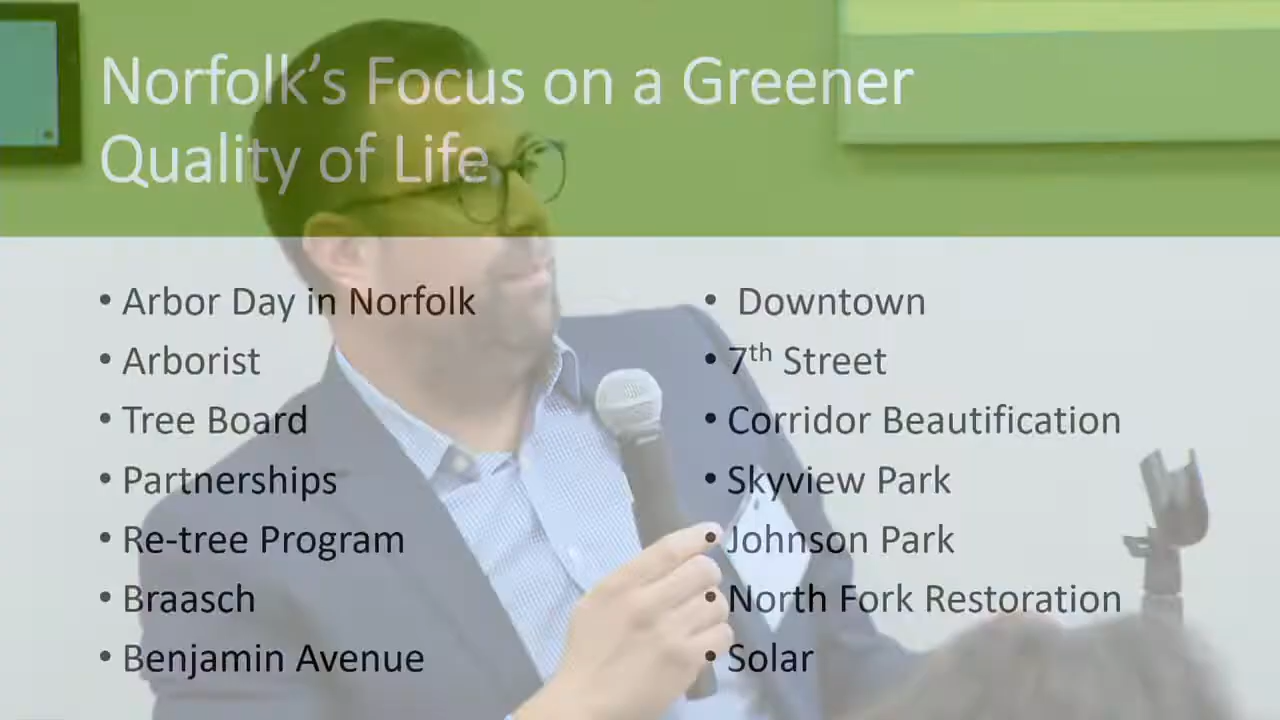 Norfolk’s Focus on a Greener
Quality of Life
• Arbor Day in Norfolk
• Arborist
• Tree Board
• Partnerships
• Re-tree Program
• Braasch
• Benjamin Avenue
• Downtown
• 7th Street
• Corridor Beautification
• Skyview Park
• Johnson Park
• North Fork Restoration
• Solar